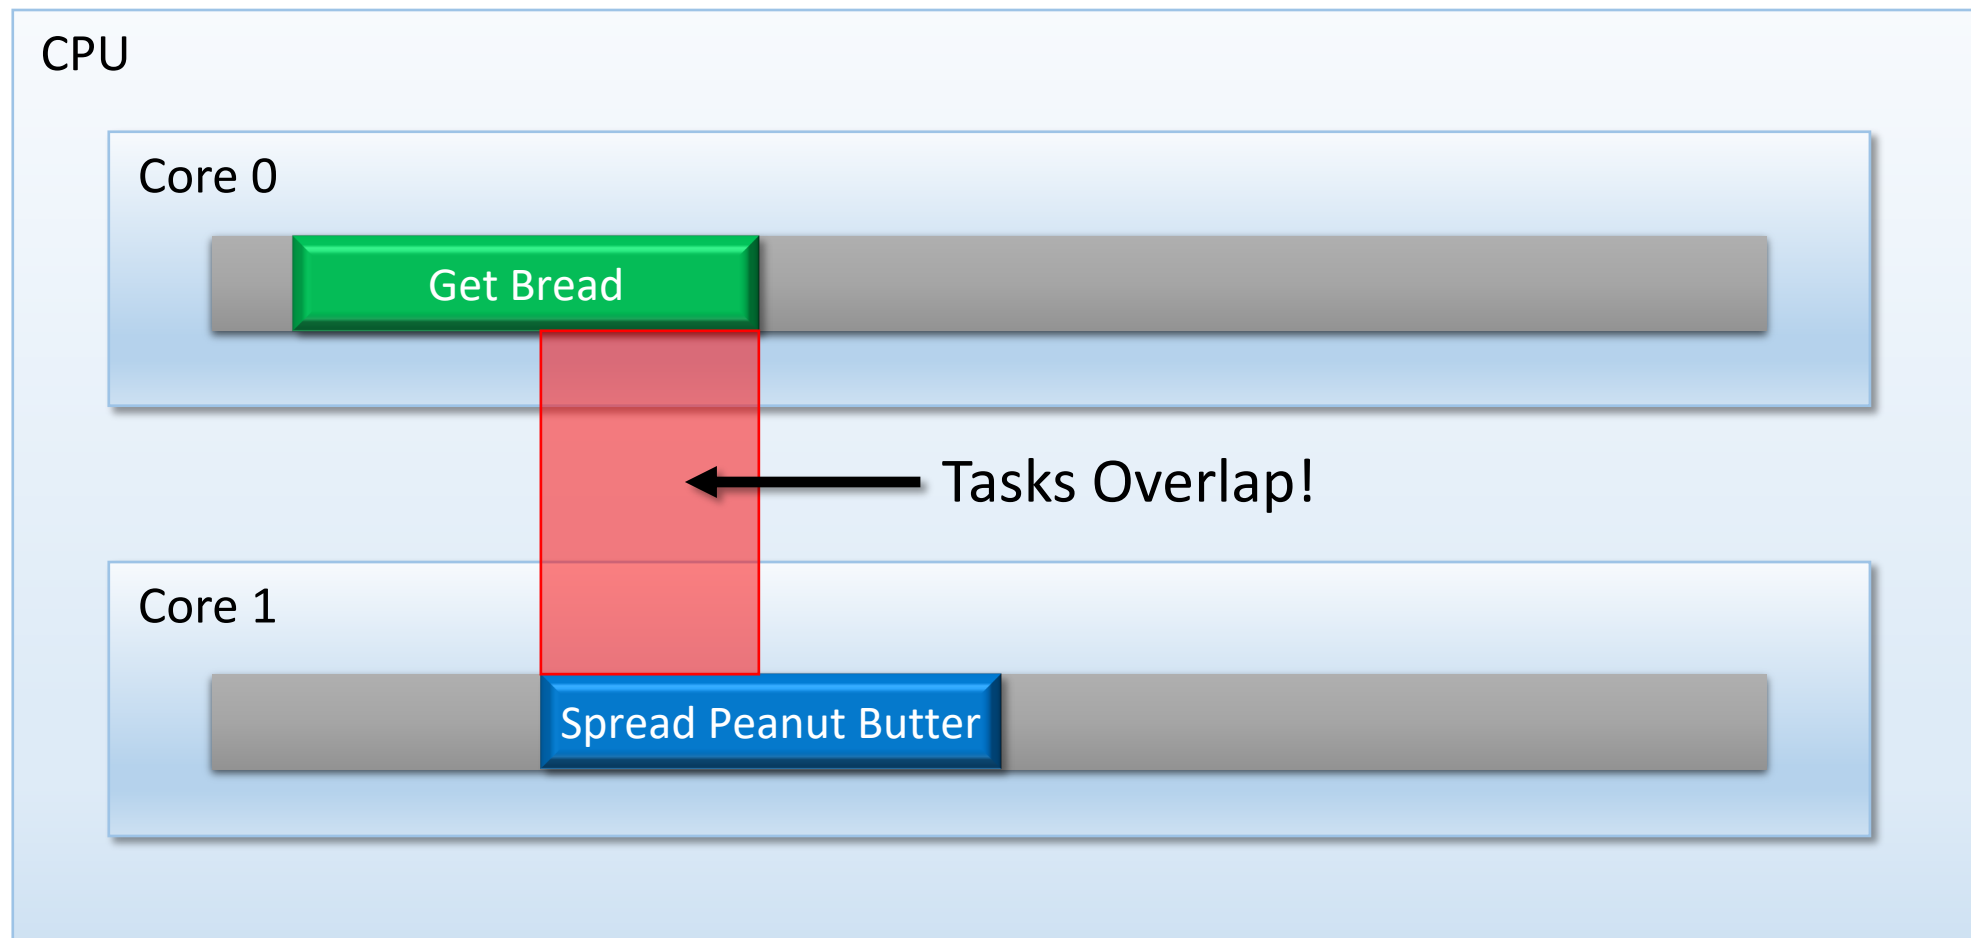 CPU
Core 0
Get Bread
Tasks Overlap!
Core 1
Spread Peanut Butter